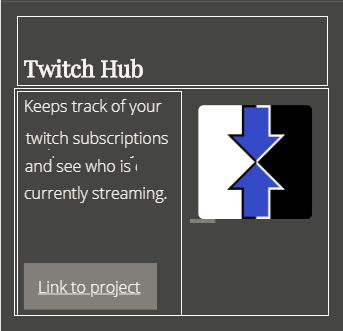 Twitch Hub
Keeps track of your
twitch subscriptions
and see who is
currently streaming.
Link to project